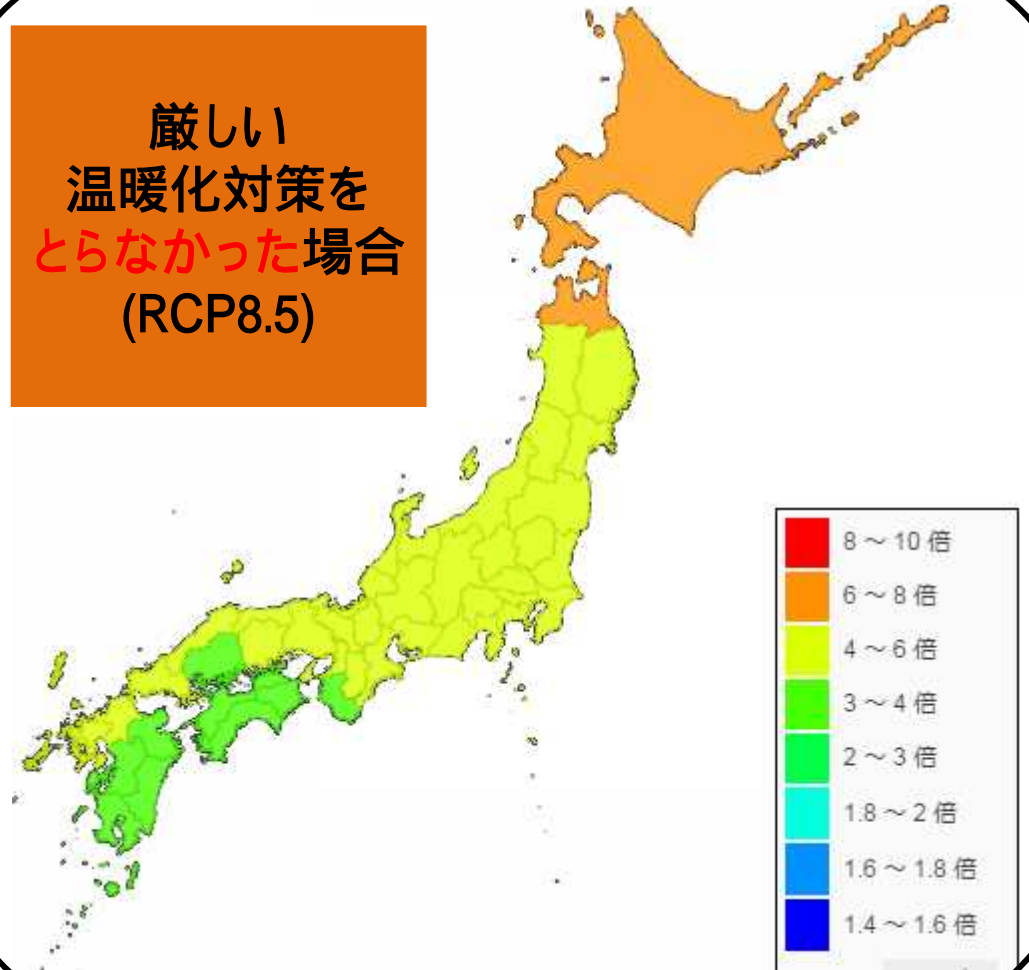 厳しい
温暖化対策を
とらなかった場合
(RCP8.5)
8 ～ 10 倍
6 ～ 8 倍
4 ～ 6 倍
3 ～ 4 倍
2 ～ 3 倍
1.8 ～ 2 倍
1.6 ～ 1.8 倍
1.4 ～ 1.6 倍